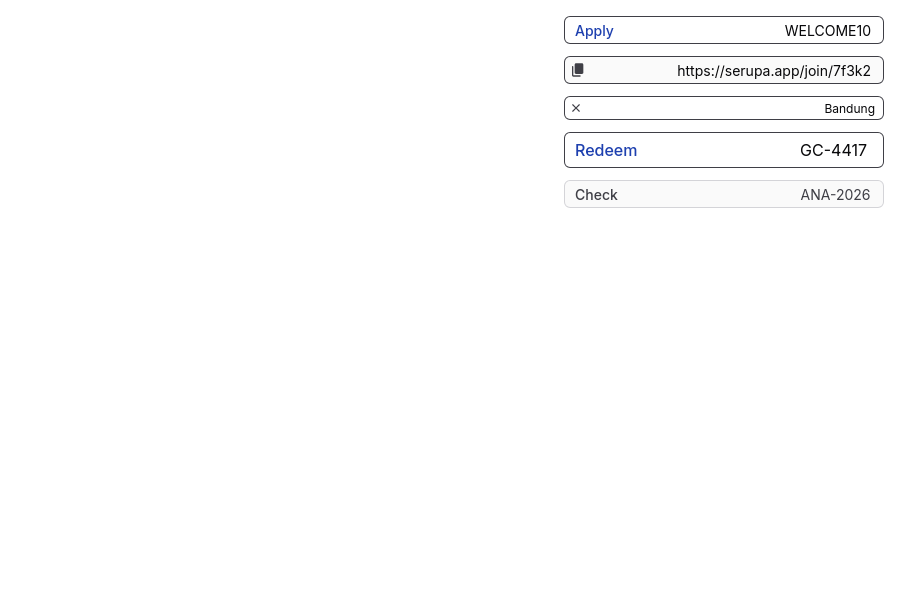 Apply WELCOME10
https://serupa.app/join/7f3k2
Bandung
Redeem GC-4417
Check ANA-2026